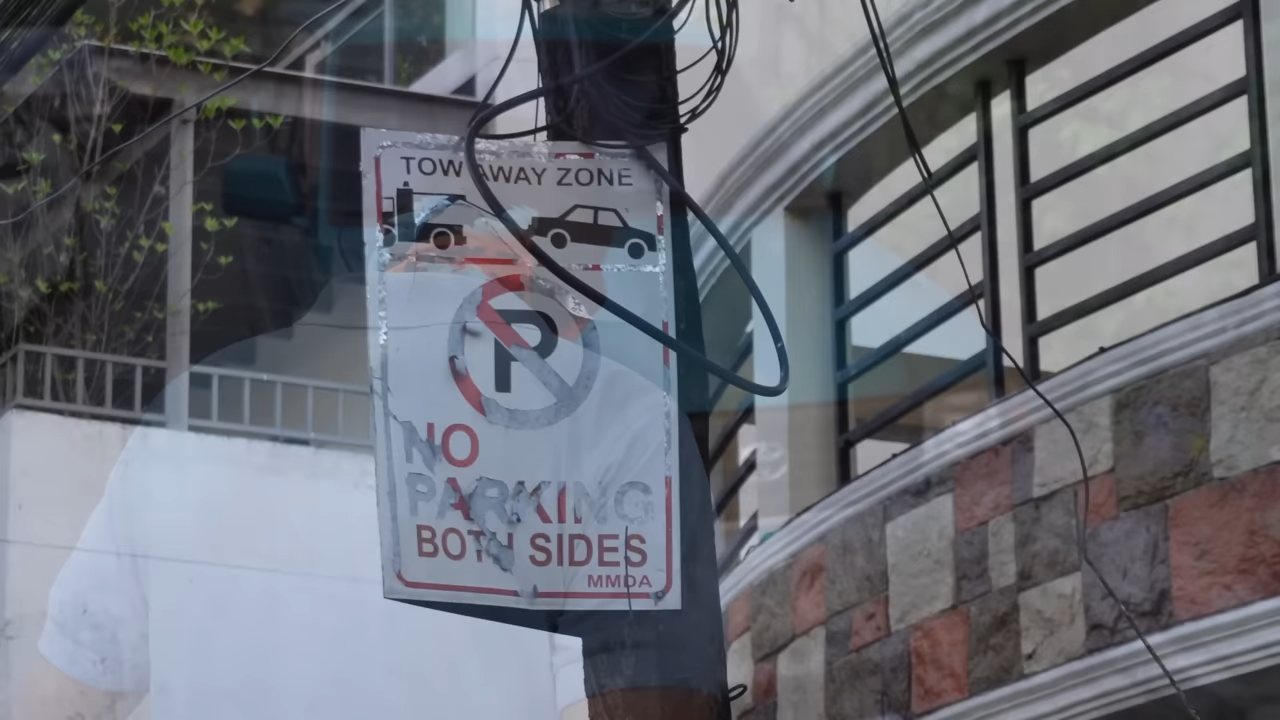 TOW AWAY ZONE
P
NO
PARKING
BOTH SIDES
MMDA